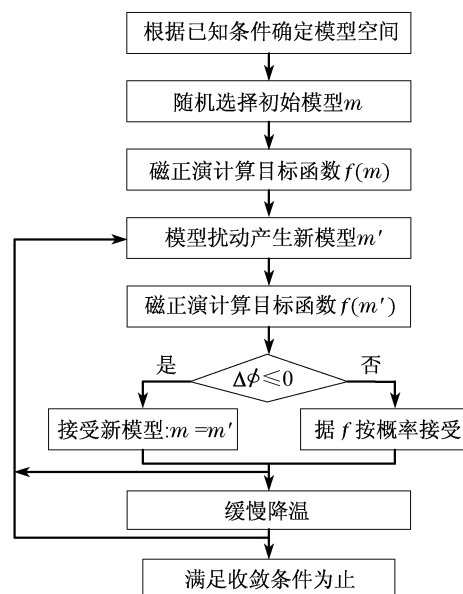 根据已知条件确定模型空间
随机选择初始模型m
磁正演计算目标函数f(m)
模型扰动产生新模型m′
磁正演计算目标函数f(m′)
是
否
Δϕ≤0
接受新模型:m=m′
据f按概率接受
缓慢降温
满足收敛条件为止